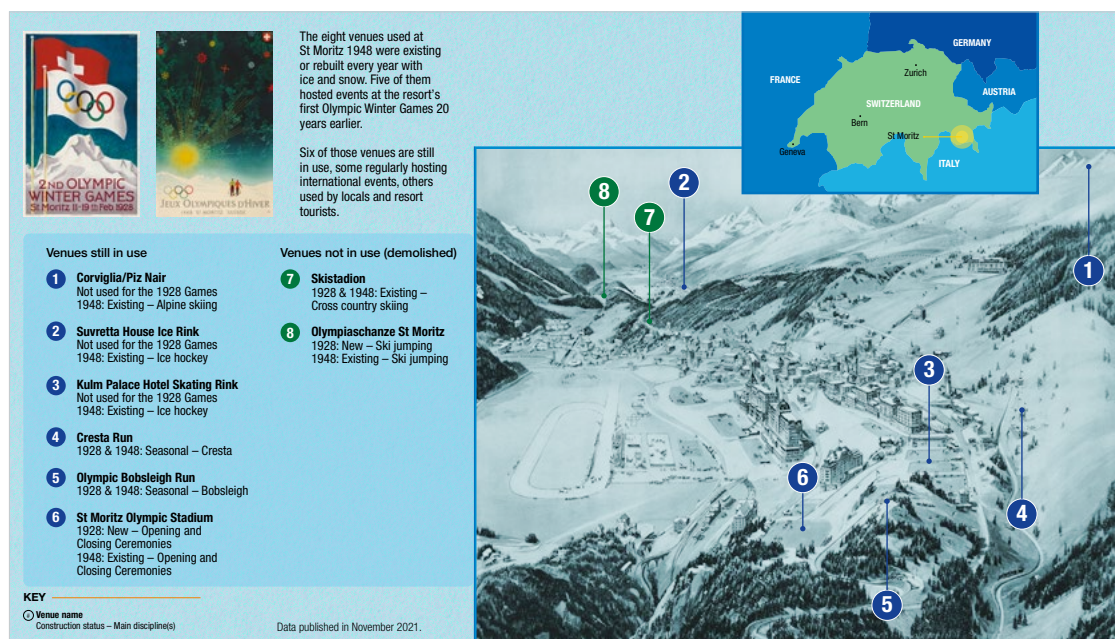 2ND OLYMPIC
WINTER GAMES
St Moritz 11-19th Feb 1928
JEUX OLYMPIQUES D'HIVER
The eight venues used at
St Moritz 1948 were existing
or rebuilt every year with
ice and snow. Five of them
hosted events at the resort's
first Olympic Winter Games 20
years earlier.
Six of those venues are still
in use, some regularly hosting
international events, others
used by locals and resort
tourists.
GERMANY
FRANCE
Zurich
AUSTRIA
SWITZERLAND
Bern
St Moritz
Geneva
ITALY
Venues still in use
1 Corviglia/Piz Nair
Not used for the 1928 Games
1948: Existing – Alpine skiing
2 Suvretta House Ice Rink
Not used for the 1928 Games
1948: Existing – Ice hockey
3 Kulm Palace Hotel Skating Rink
Not used for the 1928 Games
1948: Existing – Ice hockey
4 Cresta Run
1928 & 1948: Seasonal – Cresta
5 Olympic Bobsleigh Run
1928 & 1948: Seasonal – Bobsleigh
6 St Moritz Olympic Stadium
1928: New – Opening and
Closing Ceremonies
1948: Existing – Opening and
Closing Ceremonies
Venues not in use (demolished)
7 Skistadion
1928 & 1948: Existing –
Cross country skiing
8 Olympiaschanze St Moritz
1928: New – Ski jumping
1948: Existing – Ski jumping
8
2
7
1
3
6
4
5
KEY
# Venue name
Construction status – Main discipline(s)
Data published in November 2021.